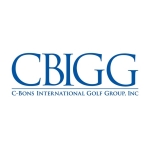 CBIGG
C-BONS INTERNATIONAL GOLF GROUP, INC